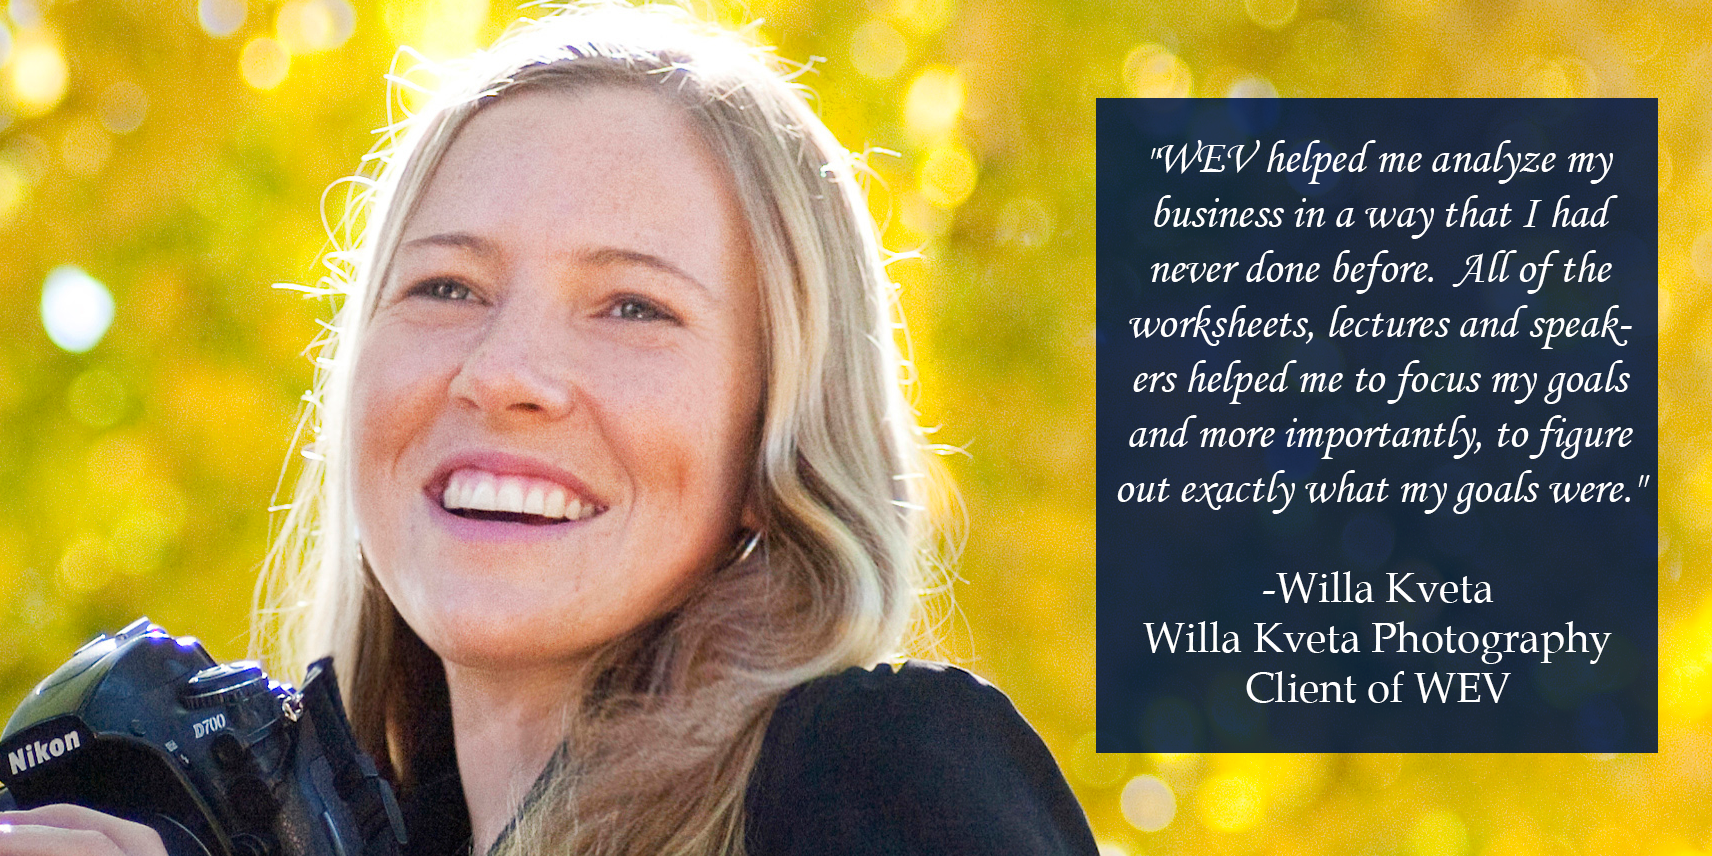 "WEV helped me analyze my
business in a way that I had
never done before.  All of the
worksheets, lectures and speak-
ers helped me to focus my goals
and more importantly, to figure
out exactly what my goals were."
-Willa Kveta
Willa Kveta Photography
Client of WEV
D700
Nikon